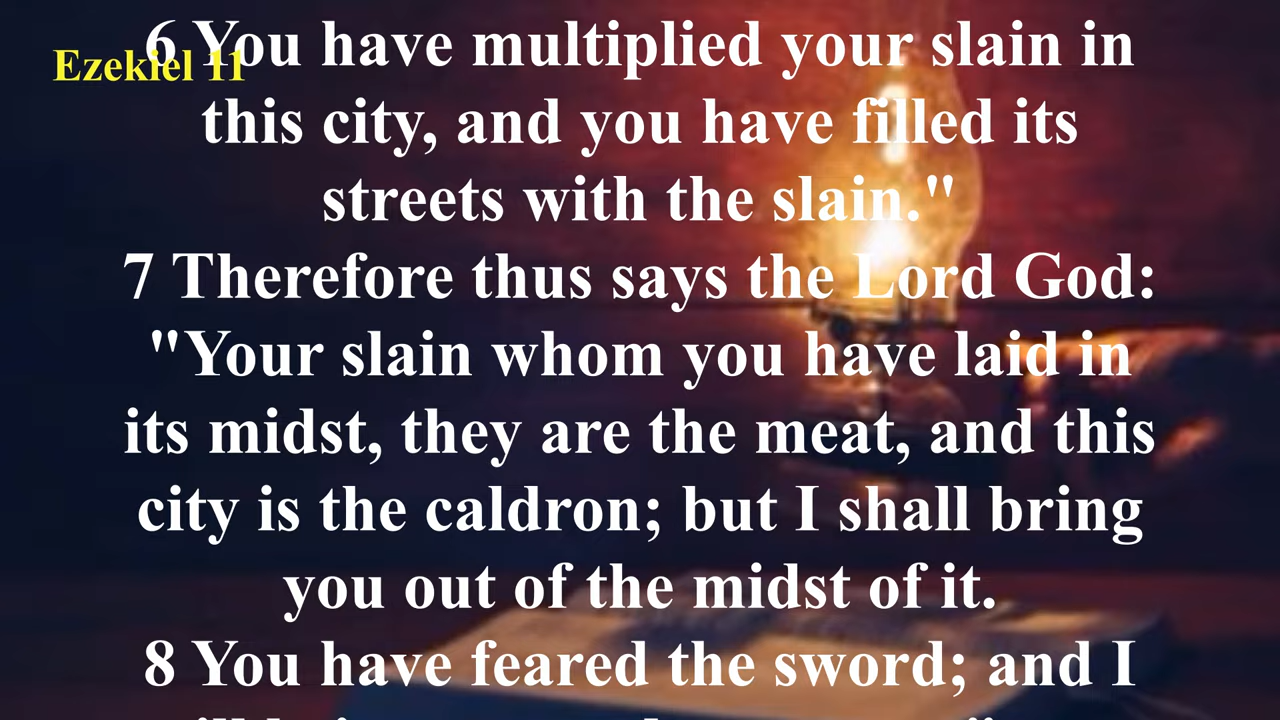 Ezekiel 11
6 You have multiplied your slain in
this city, and you have filled its
streets with the slain."
7 Therefore thus says the Lord God:
"Your slain whom you have laid in
its midst, they are the meat, and this
city is the caldron; but I shall bring
you out of the midst of it.
8 You have feared the sword; and I